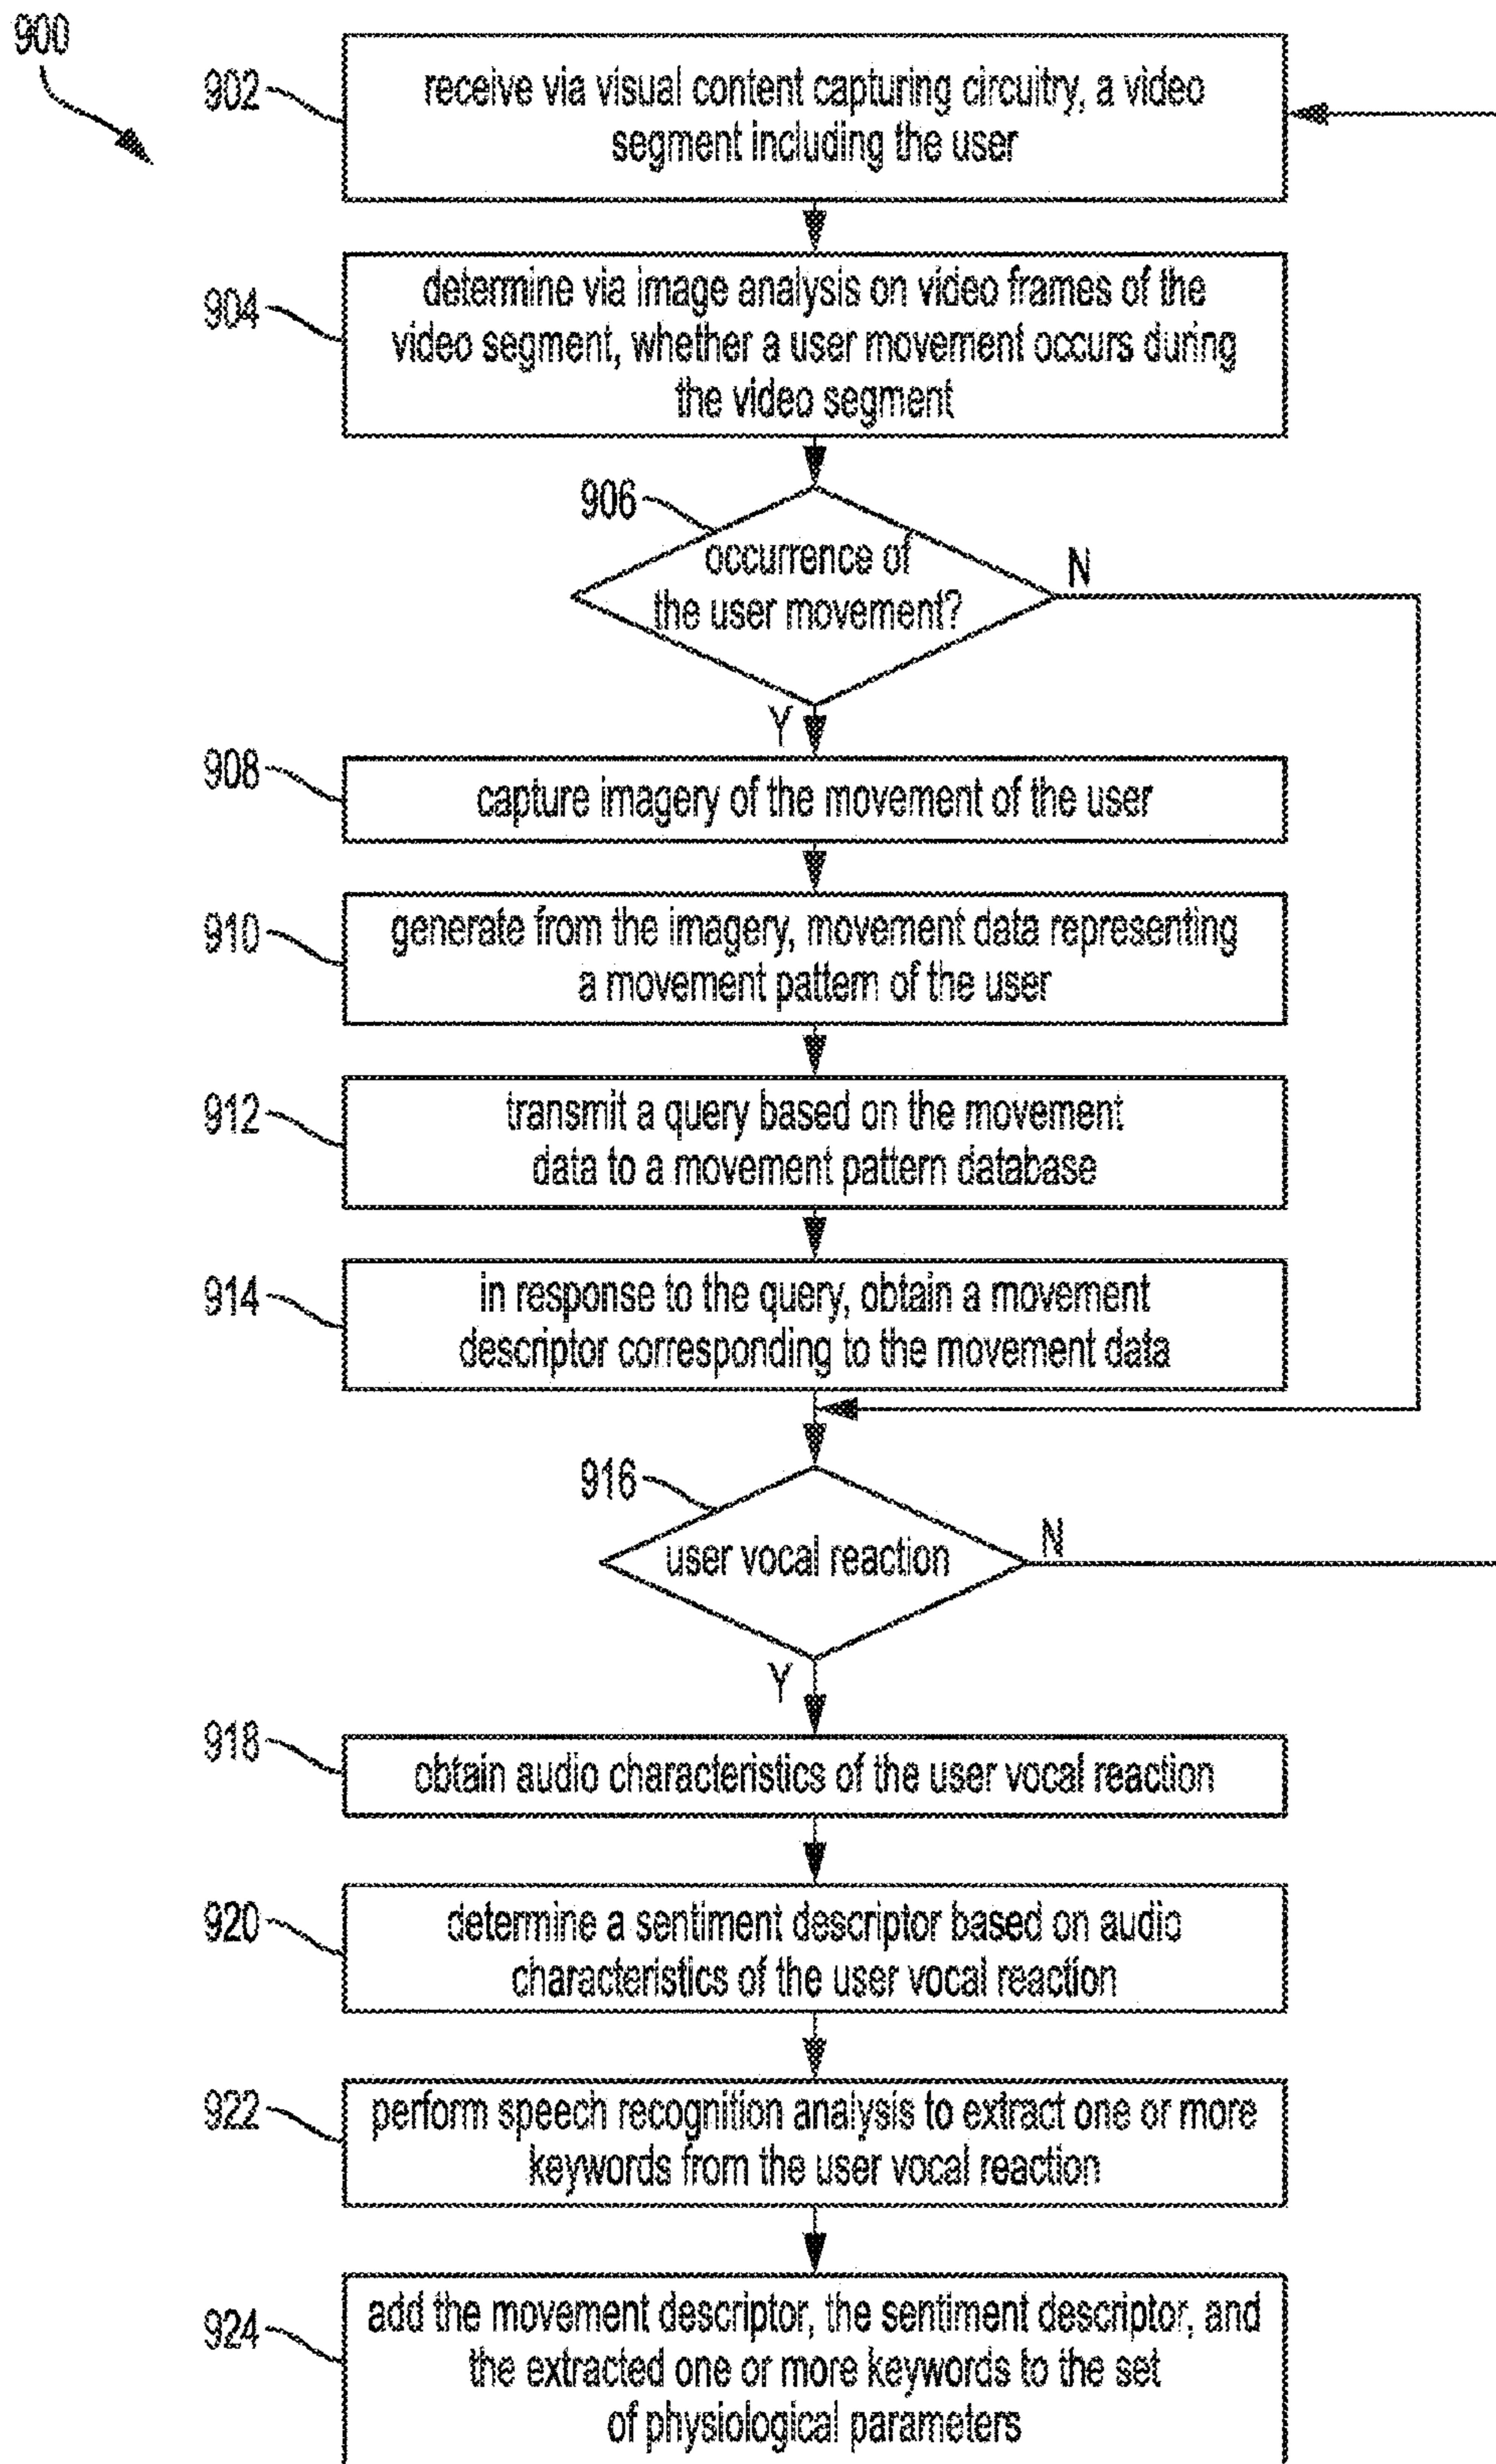 900
902
receive via visual content capturing circuitry, a video
segment including the user
904
determine via image analysis on video frames of the
video segment, whether a user movement occurs during
the video segment
906
occurrence of
the user movement?
N
Y
908
capture imagery of the movement of the user
910
generate from the imagery, movement data representing
a movement pattern of the user
912
transmit a query based on the movement
data to a movement pattern database
914
in response to the query, obtain a movement
descriptor corresponding to the movement data
916
user vocal reaction
N
Y
918
obtain audio characteristics of the user vocal reaction
920
determine a sentiment descriptor based on audio
characteristics of the user vocal reaction
922
perform speech recognition analysis to extract one or more
keywords from the user vocal reaction
924
add the movement descriptor, the sentiment descriptor, and
the extracted one or more keywords to the set
of physiological parameters